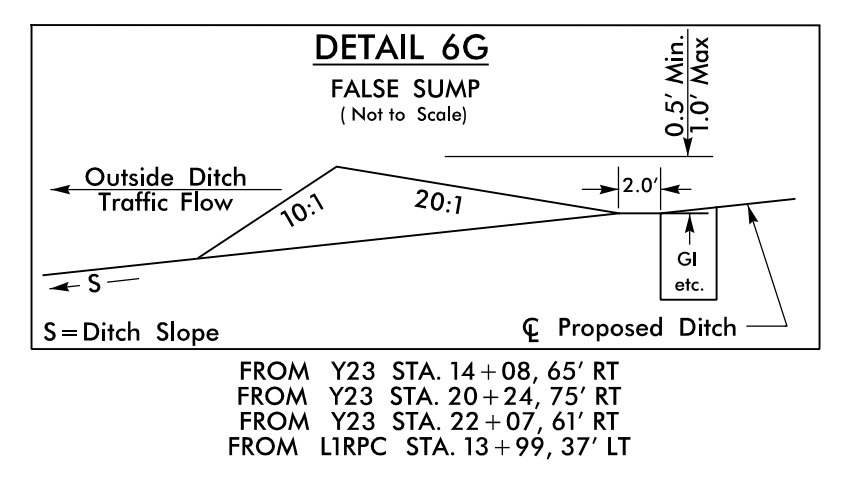 DETAIL 6G
FALSE SUMP
( Not to Scale)
0.5' Min.
1.0' Max
Outside Ditch
Traffic Flow
10:1
20:1
2.0'
GI
etc.
S
S=Ditch Slope
℄ Proposed Ditch
FROM Y23 STA. 14+08, 65' RT
FROM Y23 STA. 20+24, 75' RT
FROM Y23 STA. 22+07, 61' RT
FROM L1RPC STA. 13+99, 37' LT